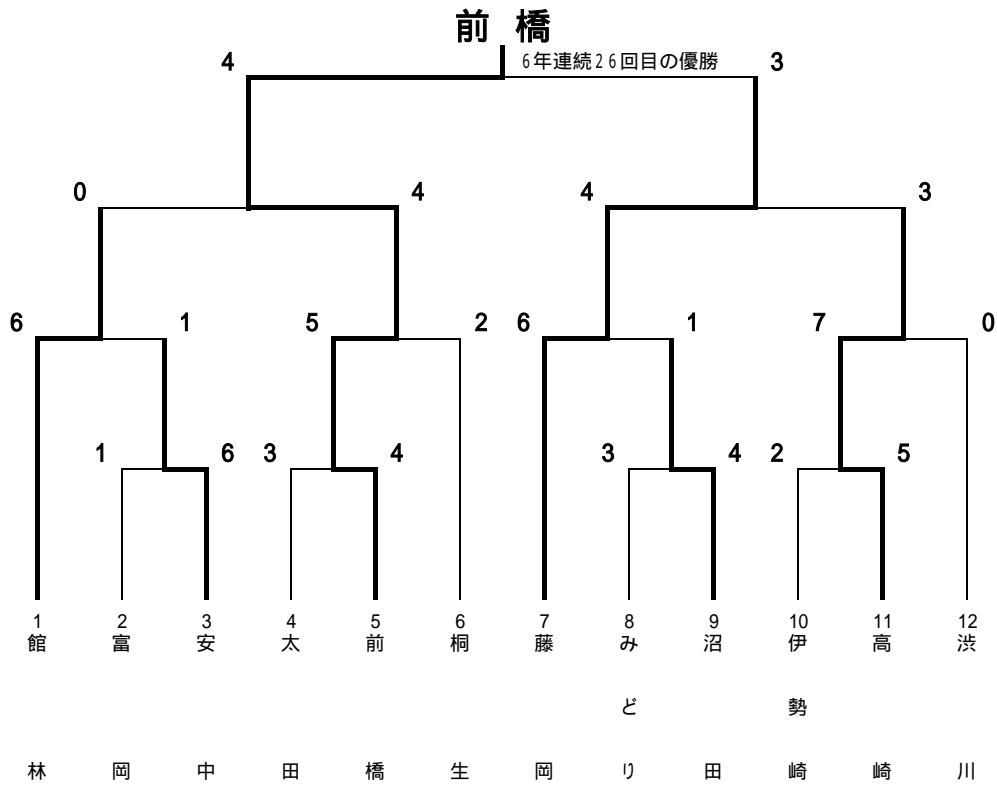 前橋
6年連続26回目の優勝
4 3
0 4 4 3
6 1 5 2 6 1 7 0
1 6 3 4 3 4 2 5
1 2 3 4 5 6 7 8 9 10 11 12
館林
富岡
安中
太田
前橋
桐生
藤岡
みどり
沼田
伊勢崎
高崎
渋川